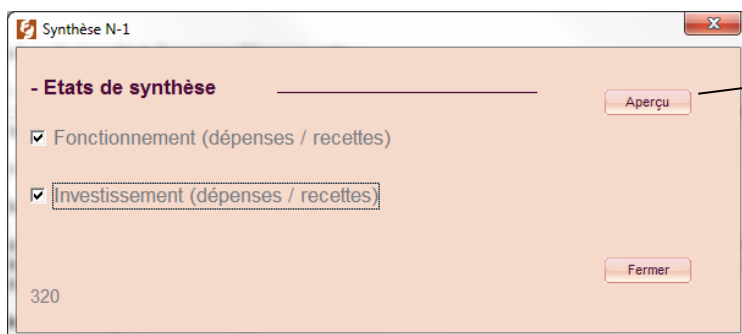 Synthèse N-1
- Etats de synthèse
Aperçu
Fonctionnement (dépenses / recettes)
Investissement (dépenses / recettes)
Fermer
320